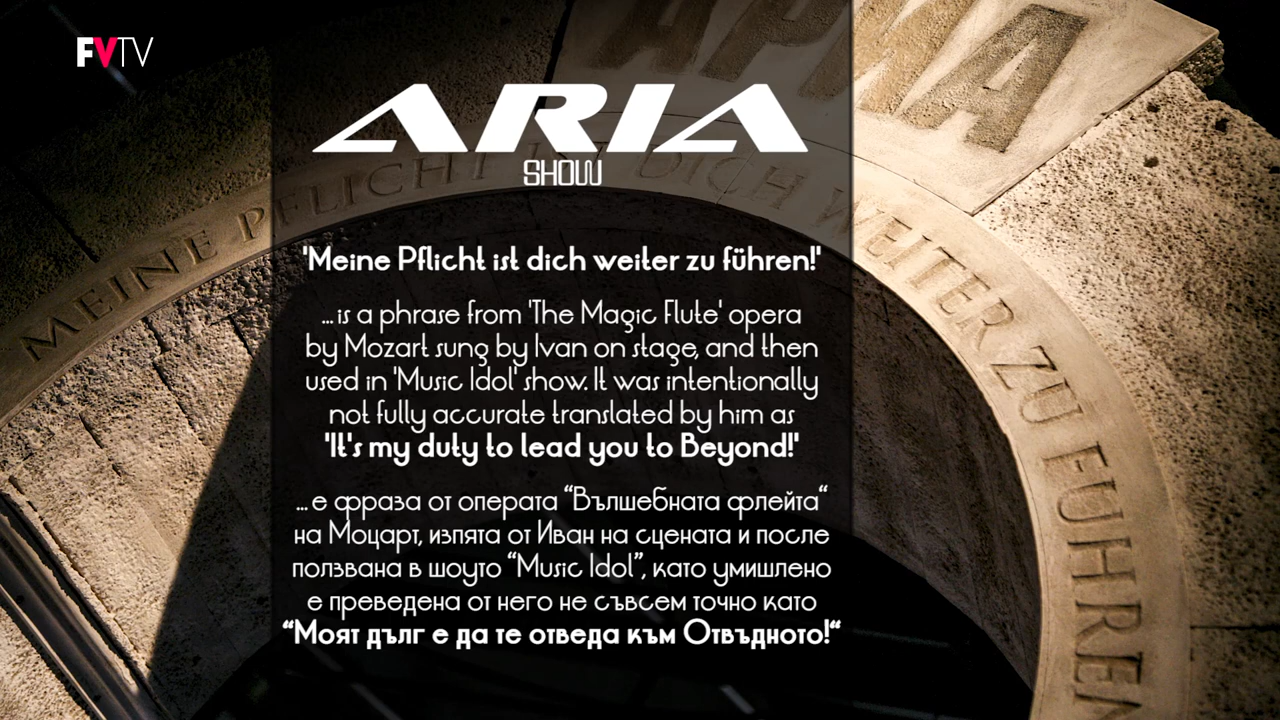 FVTV
АРМА
ARIA
SHOW
MEINE PFLICHT IST DICH WEITER ZU FUHREN
'Meine Pflicht ist dich weiter zu führen!'
... is a phrase from 'The Magic Flute' opera
by Mozart sung by Ivan on stage, and then
used in 'Music Idol' show. It was intentionally
not fully accurate translated by him as
'It's my duty to lead you to Beyond!'
... е фраза от операта “Вълшебната флейта“
на Моцарт, изпята от Иван на сцената и после
ползвана в шоуто “Music Idol”, като умишлено
е преведена от него не съвсем точно като
“Моят дълг е да те отведа към Отвъдното!“